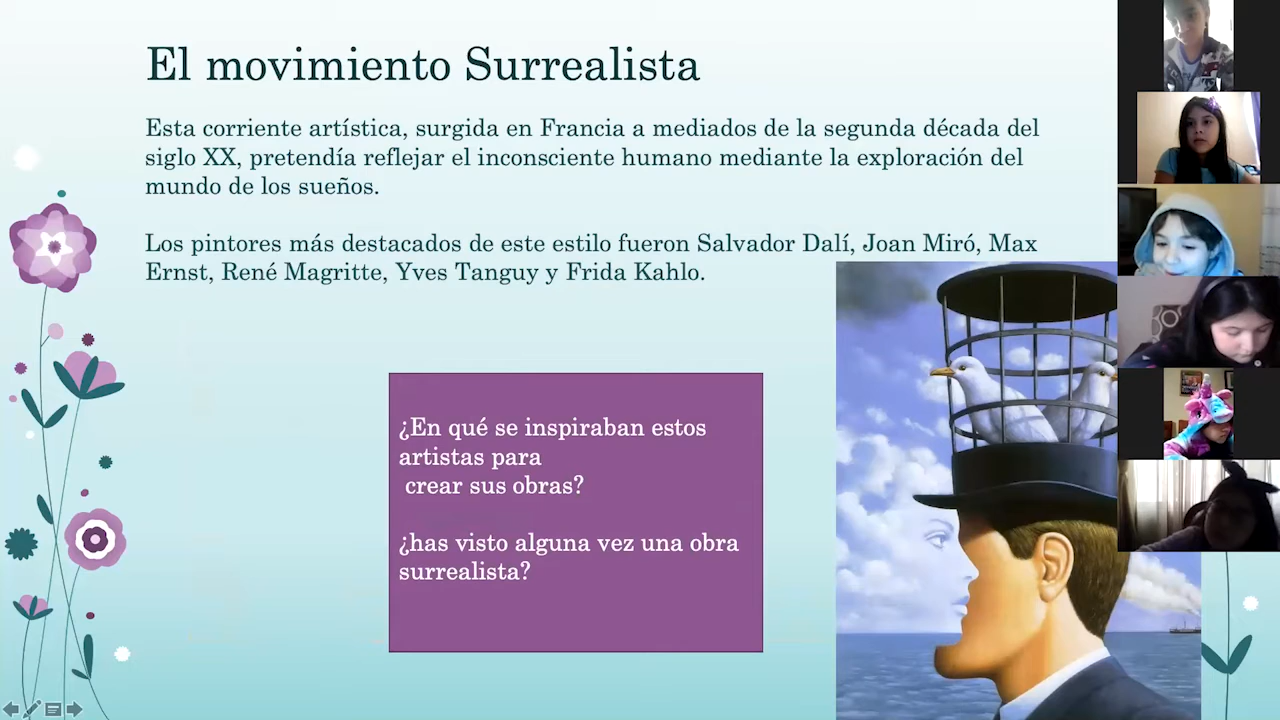 El movimiento Surrealista
Esta corriente artística, surgida en Francia a mediados de la segunda década del
siglo XX, pretendía reflejar el inconsciente humano mediante la exploración del
mundo de los sueños.
Los pintores más destacados de este estilo fueron Salvador Dalí, Joan Miró, Max
Ernst, René Magritte, Yves Tanguy y Frida Kahlo.
¿En qué se inspiraban estos
artistas para
crear sus obras?
¿has visto alguna vez una obra
surrealista?